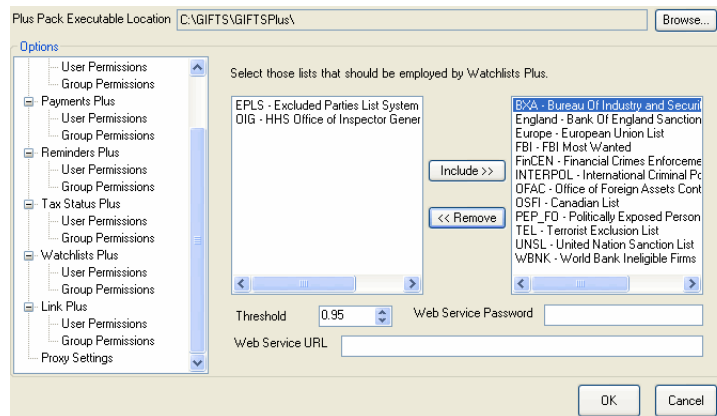 Plus Pack Executable Location C:\GIFTS\GIFTSPlus\ Browse...
Options
User Permissions
Group Permissions
Payments Plus
User Permissions
Group Permissions
Reminders Plus
User Permissions
Group Permissions
Tax Status Plus
User Permissions
Group Permissions
Watchlists Plus
User Permissions
Group Permissions
Link Plus
User Permissions
Group Permissions
Proxy Settings
Select those lists that should be employed by Watchlists Plus.
EPLS - Excluded Parties List System
OIG - HHS Office of Inspector Gener
Include >>
<< Remove
BXA - Bureau Of Industry and Securi
England - Bank Of England Sanction
Europe - European Union List
FBI - FBI Most Wanted
FinCEN - Financial Crimes Enforceme
INTERPOL - International Criminal Po
OFAC - Office of Foreign Assets Cont
OSFI - Canadian List
PEP_FO - Politically Exposed Person
TEL - Terrorist Exclusion List
UNSL - United Nation Sanction List
WBNK - World Bank Ineligible Firms
Threshold 0.95 Web Service Password
Web Service URL
OK Cancel